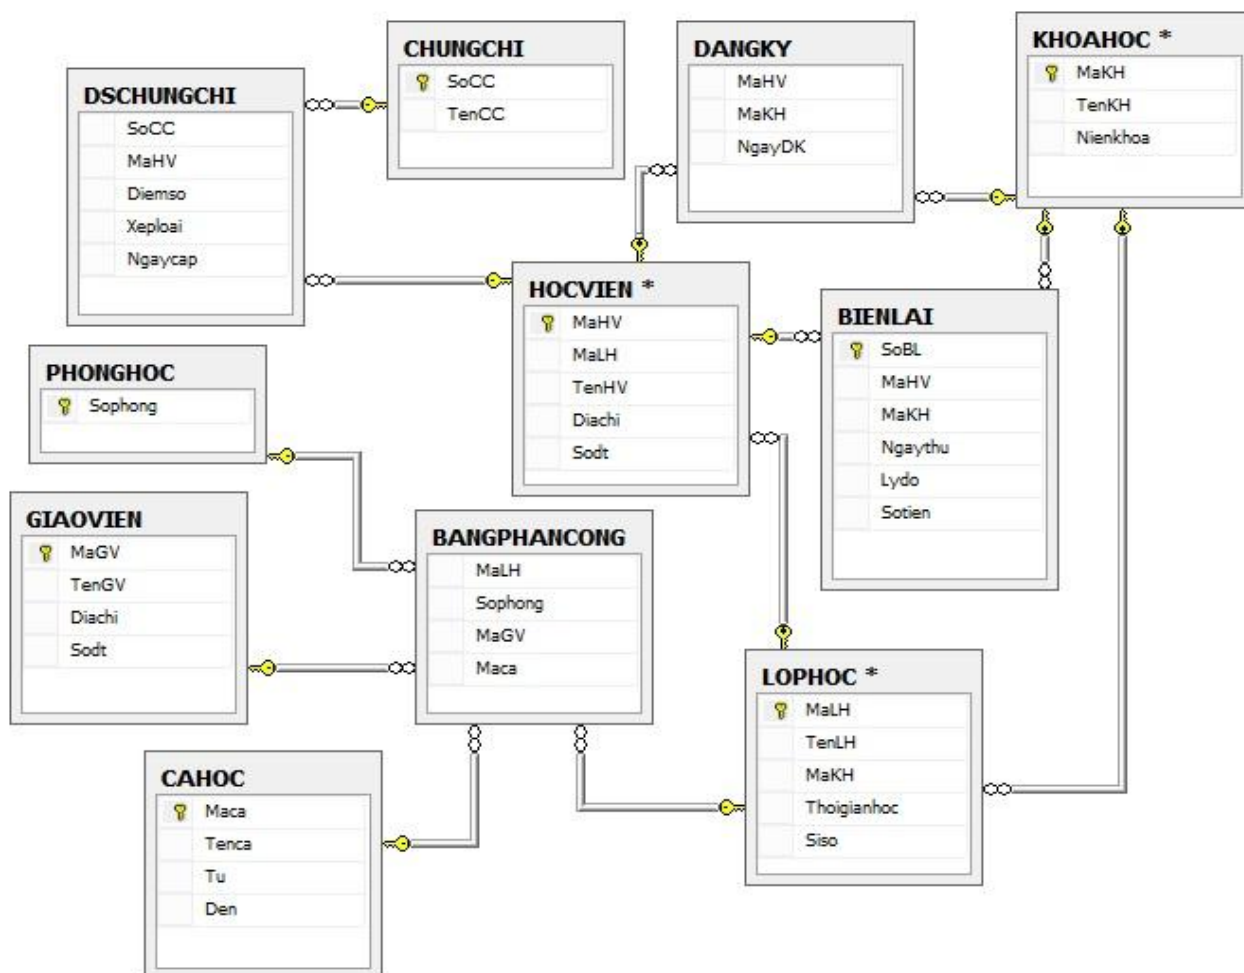 CHUNGCHI
SoCC
TenCC
DANGKY
MaHV
MaKH
NgayDK
KHOAHOC *
MaKH
TenKH
Nienkhoa
DSCHUNGCHI
SoCC
MaHV
Diemso
Xeploai
Ngaycap
HOCVIEN *
MaHV
MaLH
TenHV
Diachi
Sodt
BIENLAI
SoBL
MaHV
MaKH
Ngaythu
Lydo
Sotien
PHONGHOC
Sophong
GIAOVIEN
MaGV
TenGV
Diachi
Sodt
BANGPHANCONG
MaLH
Sophong
MaGV
Maca
LOPHOC *
MaLH
TenLH
MaKH
Thoigianhoc
Siso
CAHOC
Maca
Tenca
Tu
Den